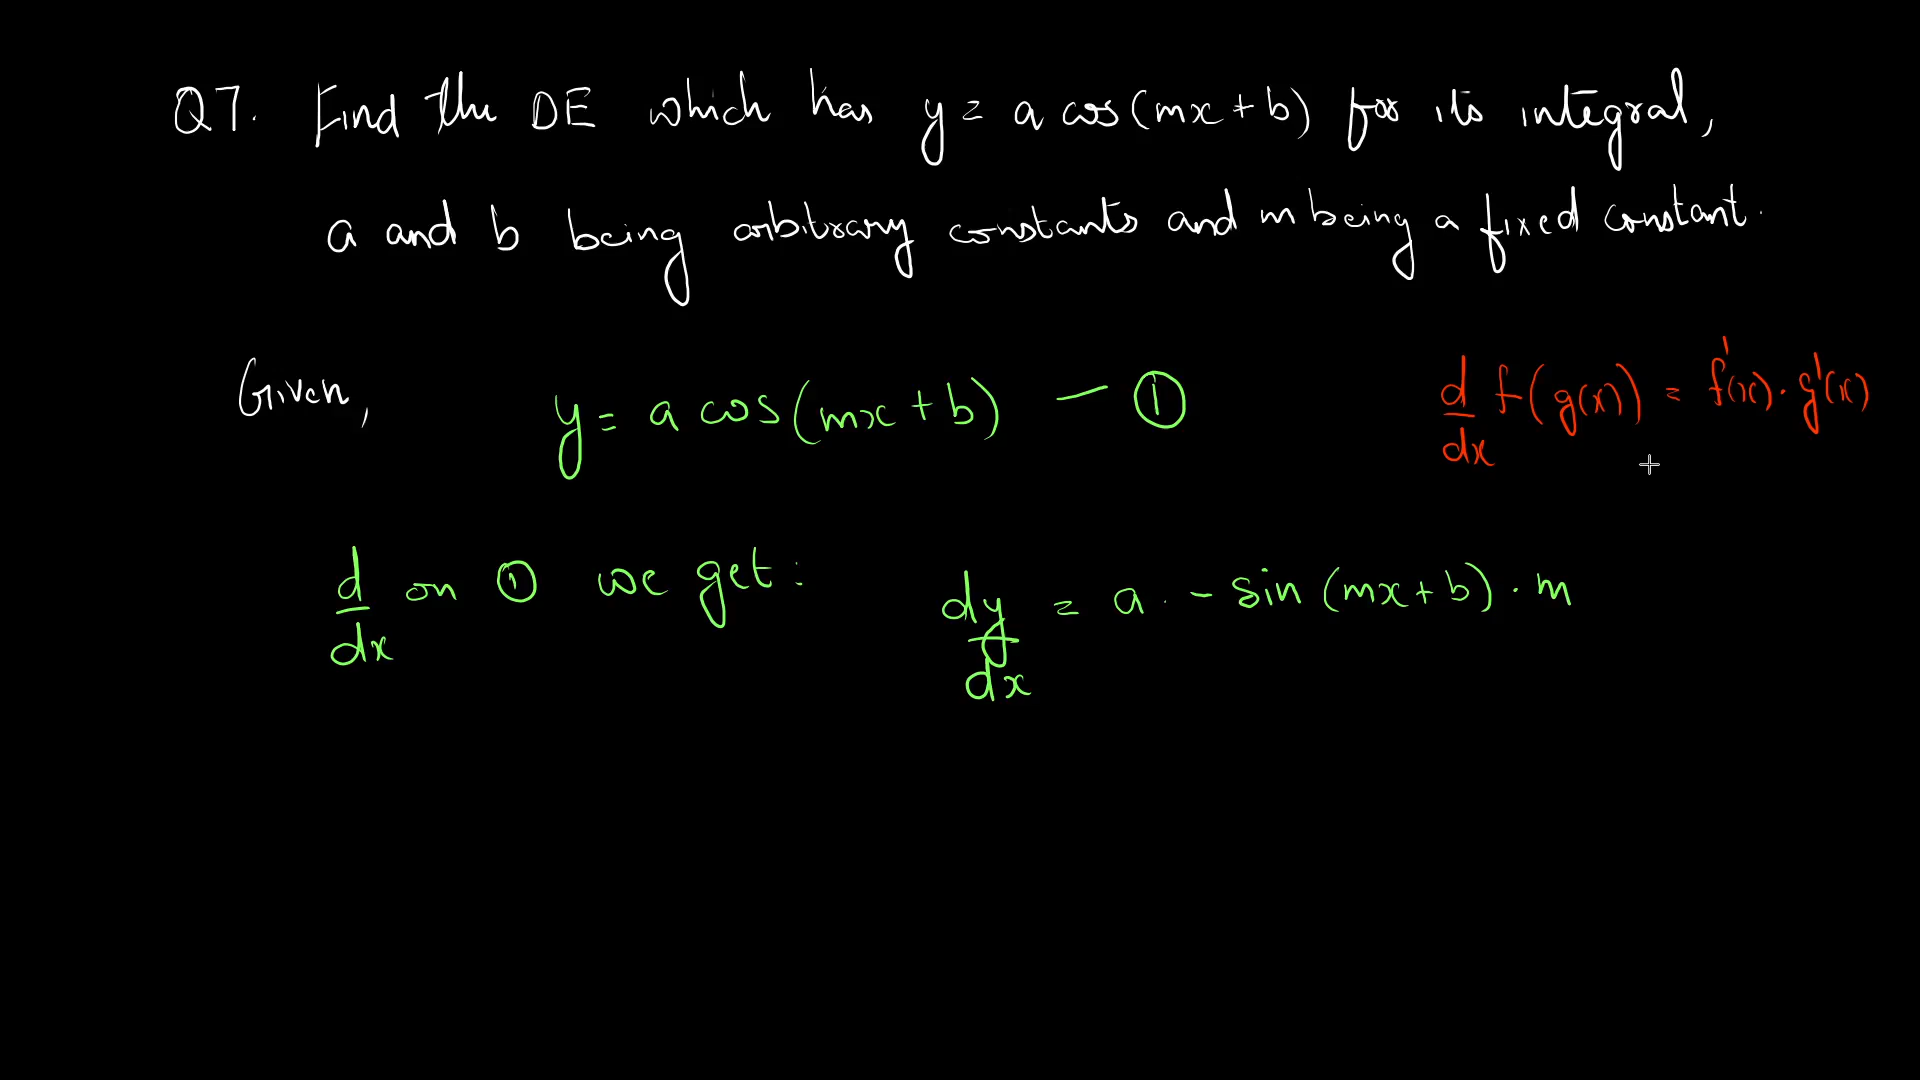 Q7. Find the DE which has y = a cos(mx + b) for its integral,
a and b being arbitrary constants and m being a fixed constant.
Given, y = a cos(mx + b) — ① d/dx f(g(x)) = f'(x) · g'(x)
d/dx on ① we get: dy/dx = a · - sin (mx + b) · m